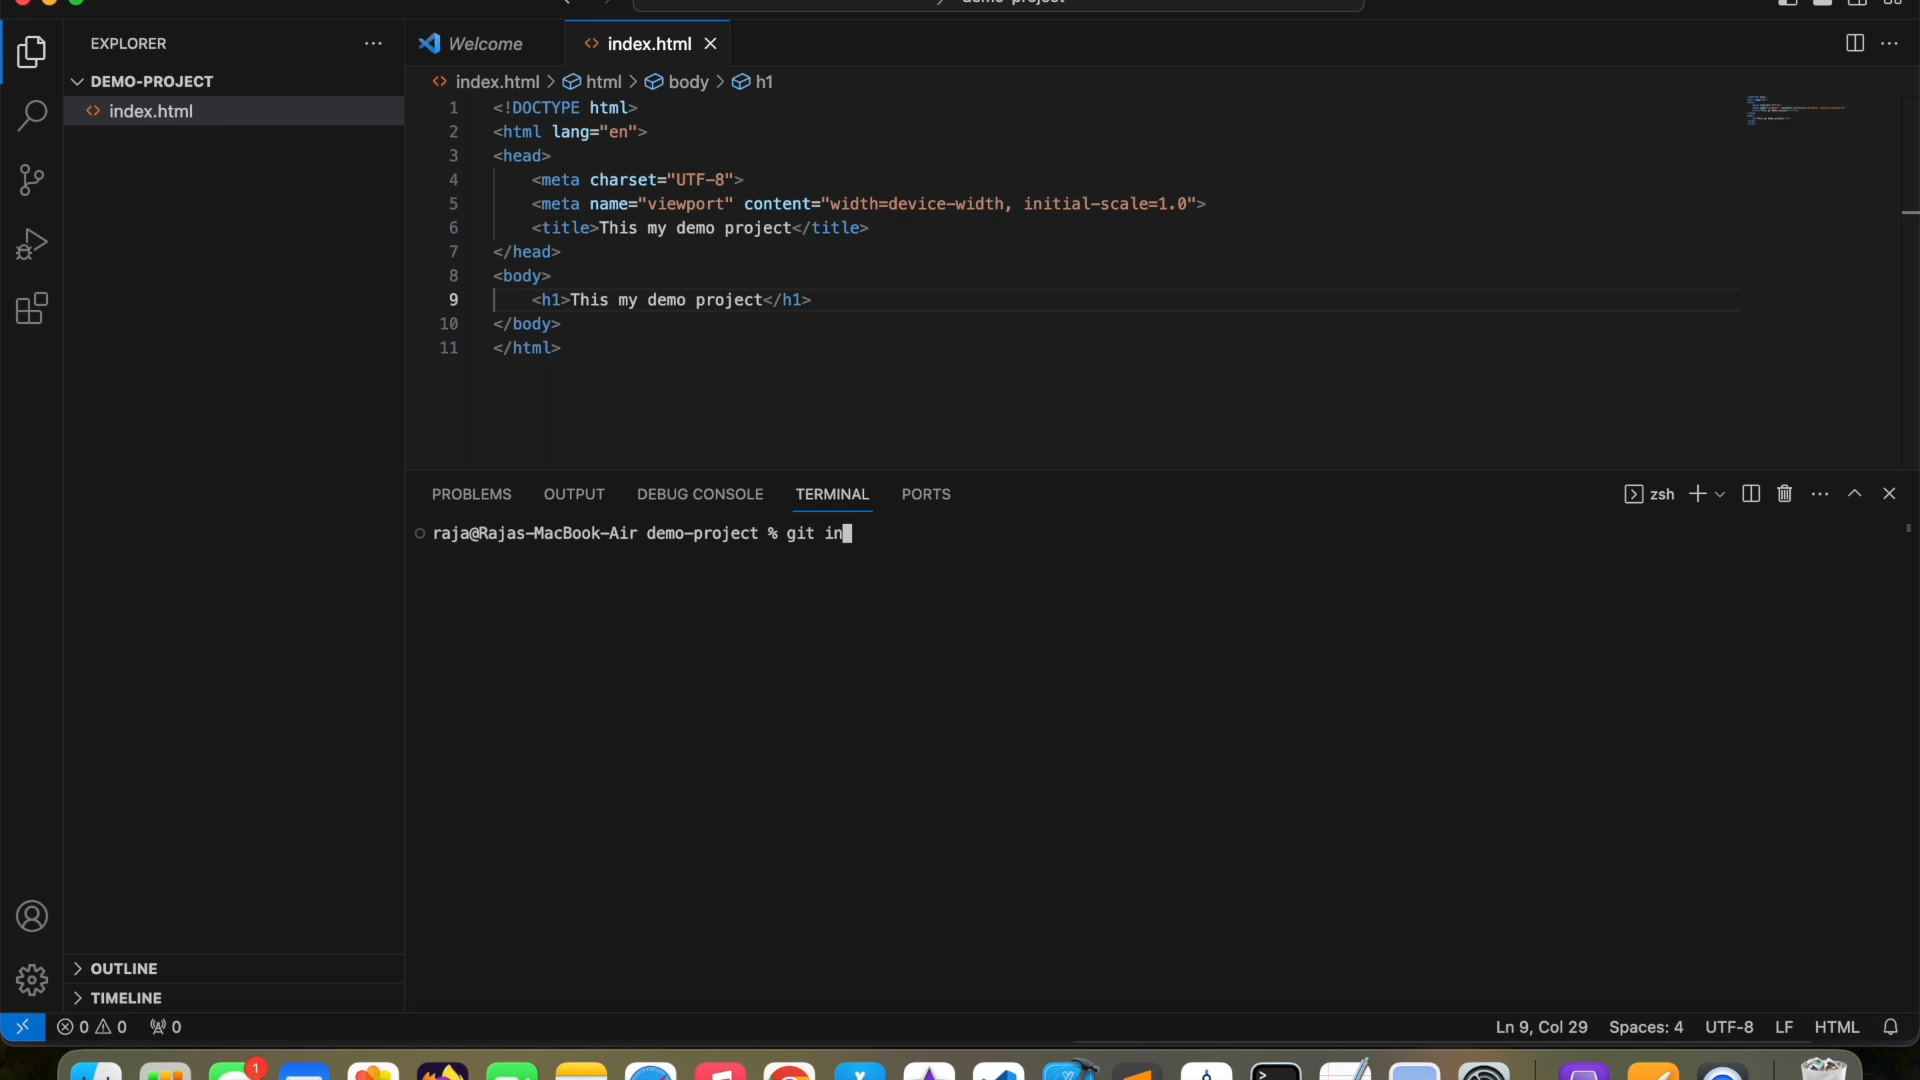 EXPLORER
Welcome
index.html
DEMO-PROJECT
index.html
index.html > html > body > h1
1 <!DOCTYPE html>
2 <html lang="en">
3 <head>
4 <meta charset="UTF-8">
5 <meta name="viewport" content="width=device-width, initial-scale=1.0">
6 <title>This my demo project</title>
7 </head>
8 <body>
9 <h1>This my demo project</h1>
10 </body>
11 </html>
PROBLEMS OUTPUT DEBUG CONSOLE TERMINAL PORTS
zsh
raja@Rajas-MacBook-Air demo-project % git in
OUTLINE
TIMELINE
0 0 0
Ln 9, Col 29 Spaces: 4 UTF-8 LF HTML
1